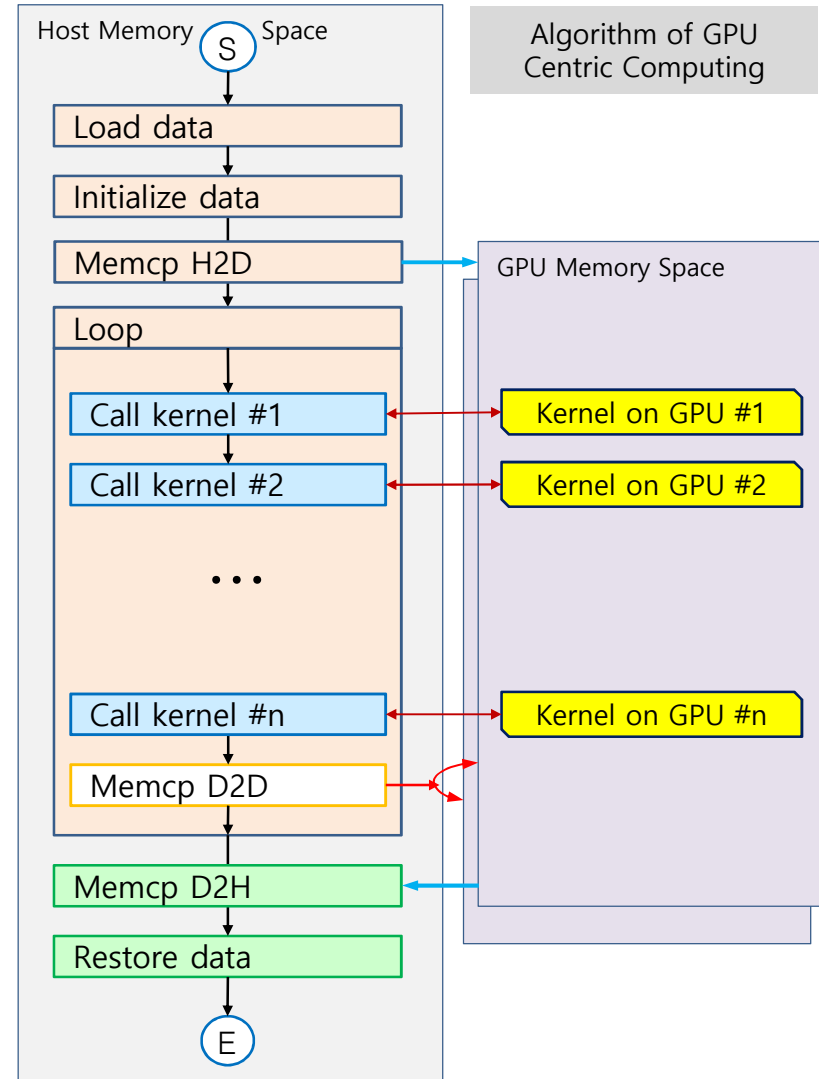 Host Memory Space
S
Algorithm of GPU
Centric Computing
Load data
Initialize data
Memcp H2D
GPU Memory Space
Loop
Call kernel #1
Kernel on GPU #1
Call kernel #2
Kernel on GPU #2
...
Call kernel #n
Kernel on GPU #n
Memcp D2D
Memcp D2H
Restore data
E